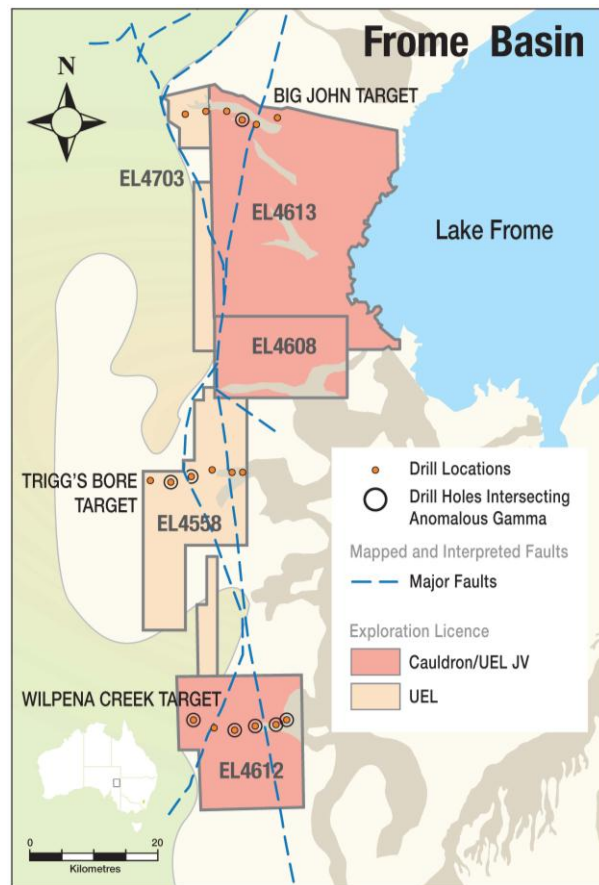 Frome Basin
N
BIG JOHN TARGET
EL4703
EL4613
Lake Frome
EL4608
TRIGG'S BORE
TARGET
EL4558
WILPENA CREEK TARGET
EL4612
Drill Locations
Drill Holes Intersecting
Anomalous Gamma
Mapped and Interpreted Faults
Major Faults
Exploration Licence
Cauldron/UEL JV
UEL
0 20
Kilometres